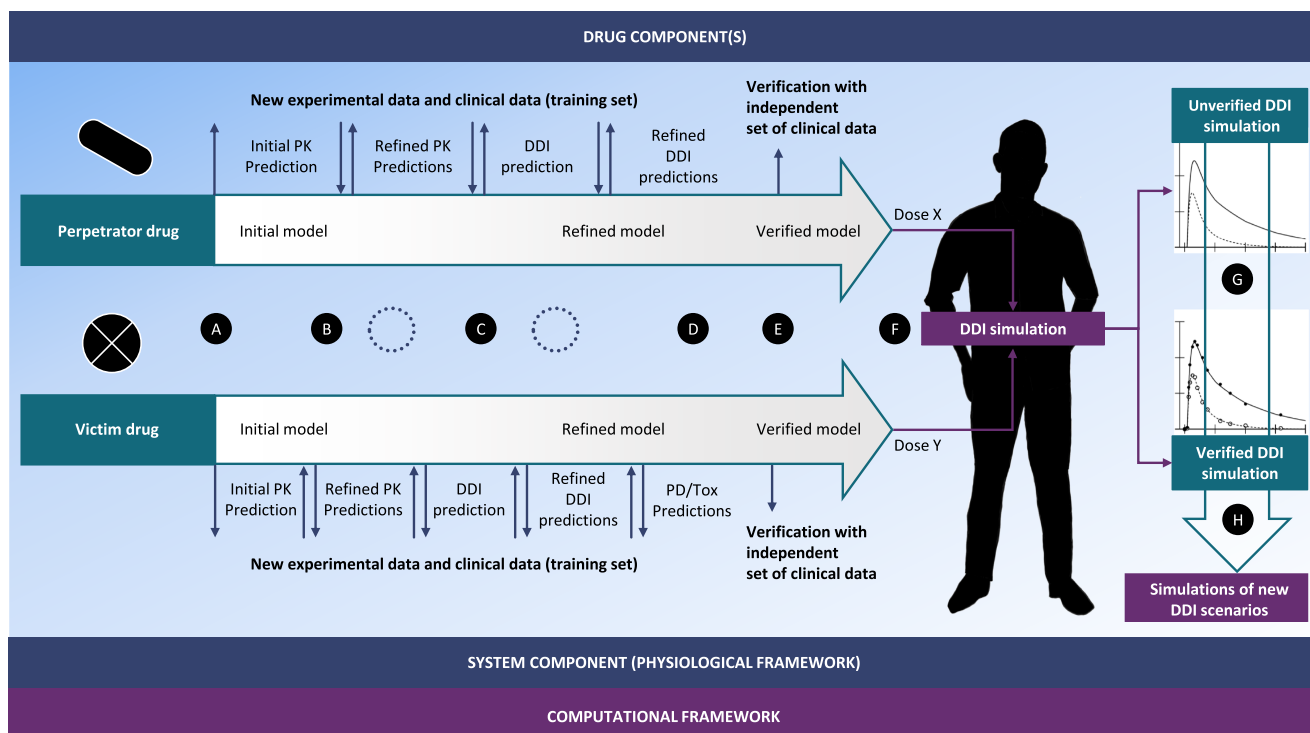 DRUG COMPONENT(S)
New experimental data and clinical data (training set)
Verification with
independent
set of clinical data
Initial PK
Prediction
Refined PK
Predictions
DDI
prediction
Refined
DDI
predictions
Perpetrator drug
Initial model
Refined model
Verified model
Dose X
Unverified DDI
simulation
G
A
B
C
D
E
F
DDI simulation
Victim drug
Initial model
Refined model
Verified model
Dose Y
Verified DDI
simulation
Initial PK
Prediction
Refined PK
Predictions
DDI
prediction
Refined
DDI
predictions
PD/Tox
Predictions
New experimental data and clinical data (training set)
Verification with
independent
set of clinical data
H
Simulations of new
DDI scenarios
SYSTEM COMPONENT (PHYSIOLOGICAL FRAMEWORK)
COMPUTATIONAL FRAMEWORK